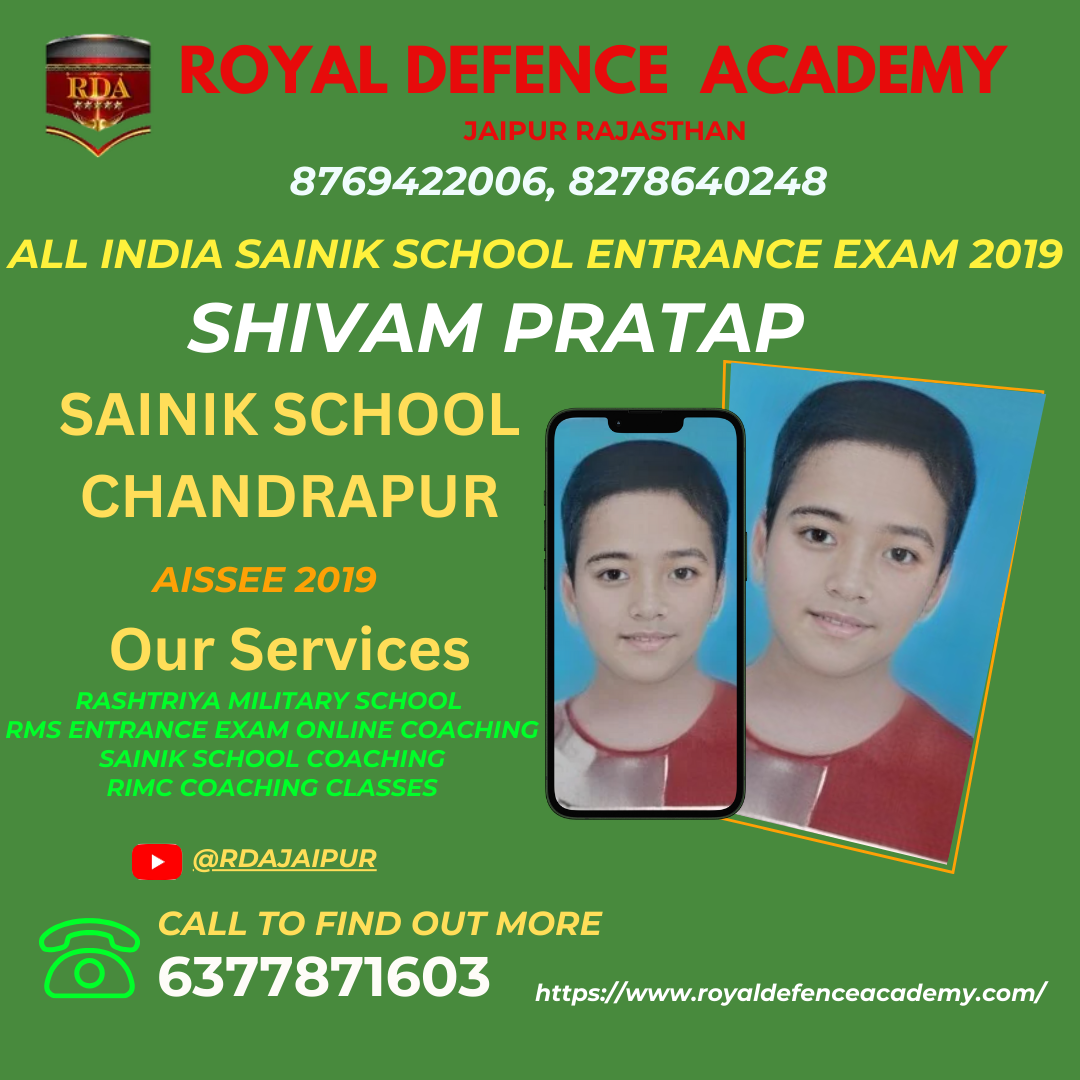 RDA
ROYAL DEFENCE ACADEMY
JAIPUR RAJASTHAN
8769422006, 8278640248
ALL INDIA SAINIK SCHOOL ENTRANCE EXAM 2019
SHIVAM PRATAP
SAINIK SCHOOL
CHANDRAPUR
AISSEE 2019
Our Services
RASHTRIYA MILITARY SCHOOL
RMS ENTRANCE EXAM ONLINE COACHING
SAINIK SCHOOL COACHING
RIMC COACHING CLASSES
@RDAJAIPUR
CALL TO FIND OUT MORE
6377871603
https://www.royaldefenceacademy.com/